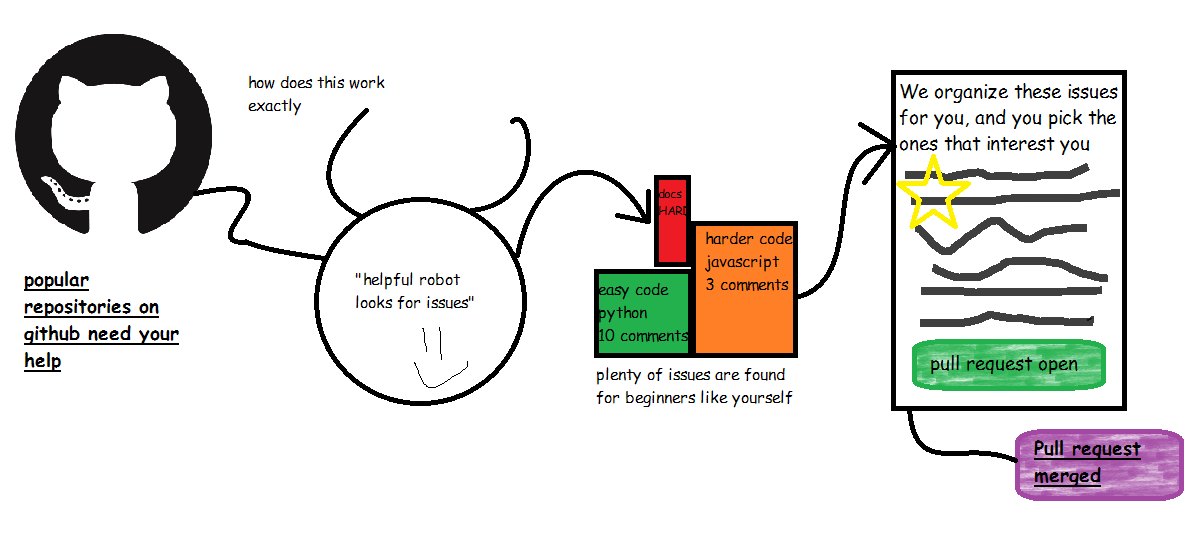 how does this work
exactly
popular
repositories on
github need your
help
"helpful robot
looks for issues"
docs
HARD
harder code
javascript
3 comments
easy code
python
10 comments
plenty of issues are found
for beginners like yourself
We organize these issues
for you, and you pick the
ones that interest you
pull request open
Pull request
merged